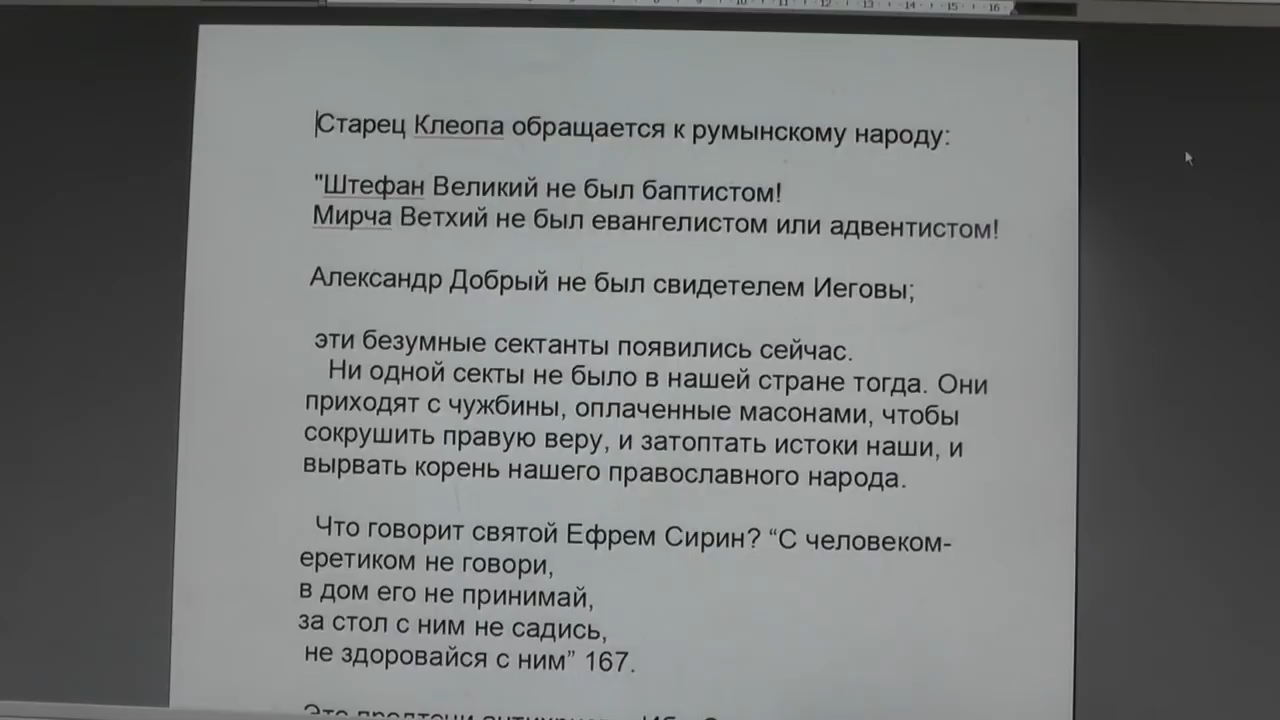 Старец Клеопа обращается к румынскому народу:
"Штефан Великий не был баптистом!
Мирча Ветхий не был евангелистом или адвентистом!
Александр Добрый не был свидетелем Иеговы;
эти безумные сектанты появились сейчас.
Ни одной секты не было в нашей стране тогда. Они
приходят с чужбины, оплаченные масонами, чтобы
сокрушить правую веру, и затоптать истоки наши, и
вырвать корень нашего православного народа.
Что говорит святой Ефрем Сирин? “С человеком-
еретиком не говори,
в дом его не принимай,
за стол с ним не садись,
не здоровайся с ним” 167.